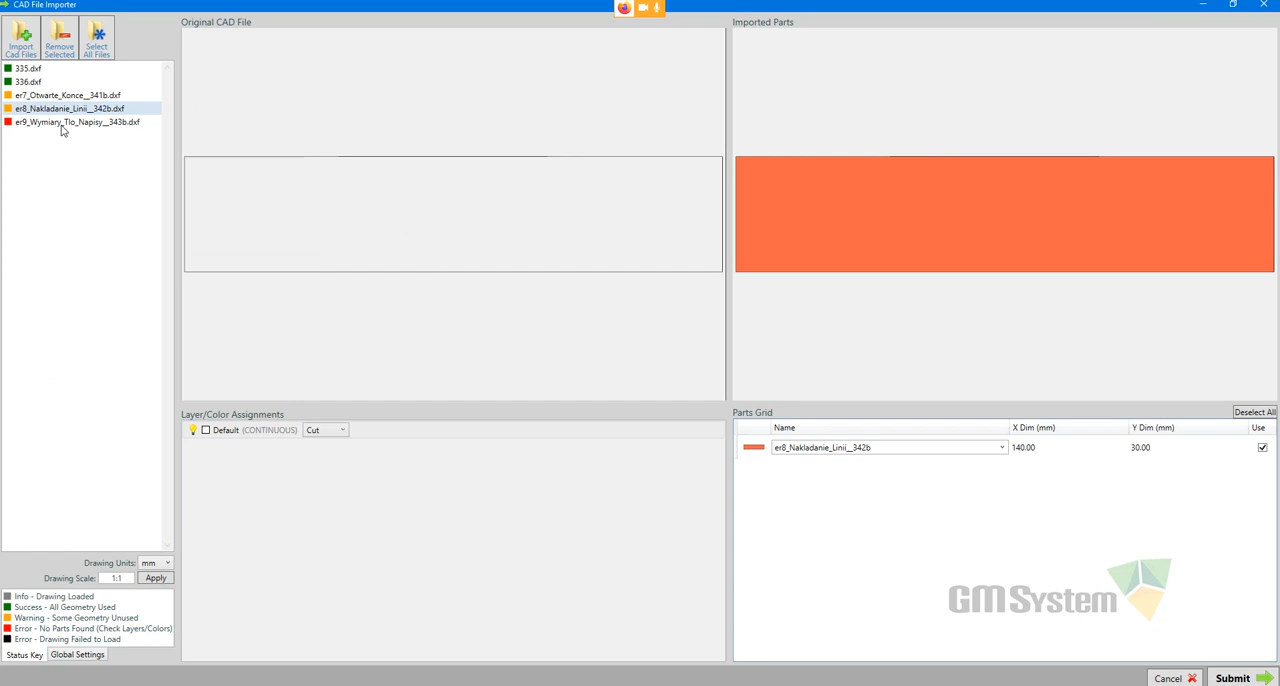 CAD File Importer
Import
Cad Files
Remove
Selected
Select
All Files
335.dxf
336.dxf
er7_Otwarte_Konce__341b.dxf
er8_Nakladanie_Linii__342b.dxf
er9_Wymiary_Tlo_Napisy__343b.dxf
Drawing Units: mm
Drawing Scale: 1:1 Apply
Info - Drawing Loaded
Success - All Geometry Used
Warning - Some Geometry Unused
Error - No Parts Found (Check Layers/Colors)
Error - Drawing Failed to Load
Status Key Global Settings
Original CAD File
Layer/Color Assignments
Default (CONTINUOUS) Cut
Imported Parts
Parts Grid Deselect All
Name X Dim (mm) Y Dim (mm) Use
er8_Nakladanie_Linii__342b 140.00 30.00
GM System
Cancel Submit